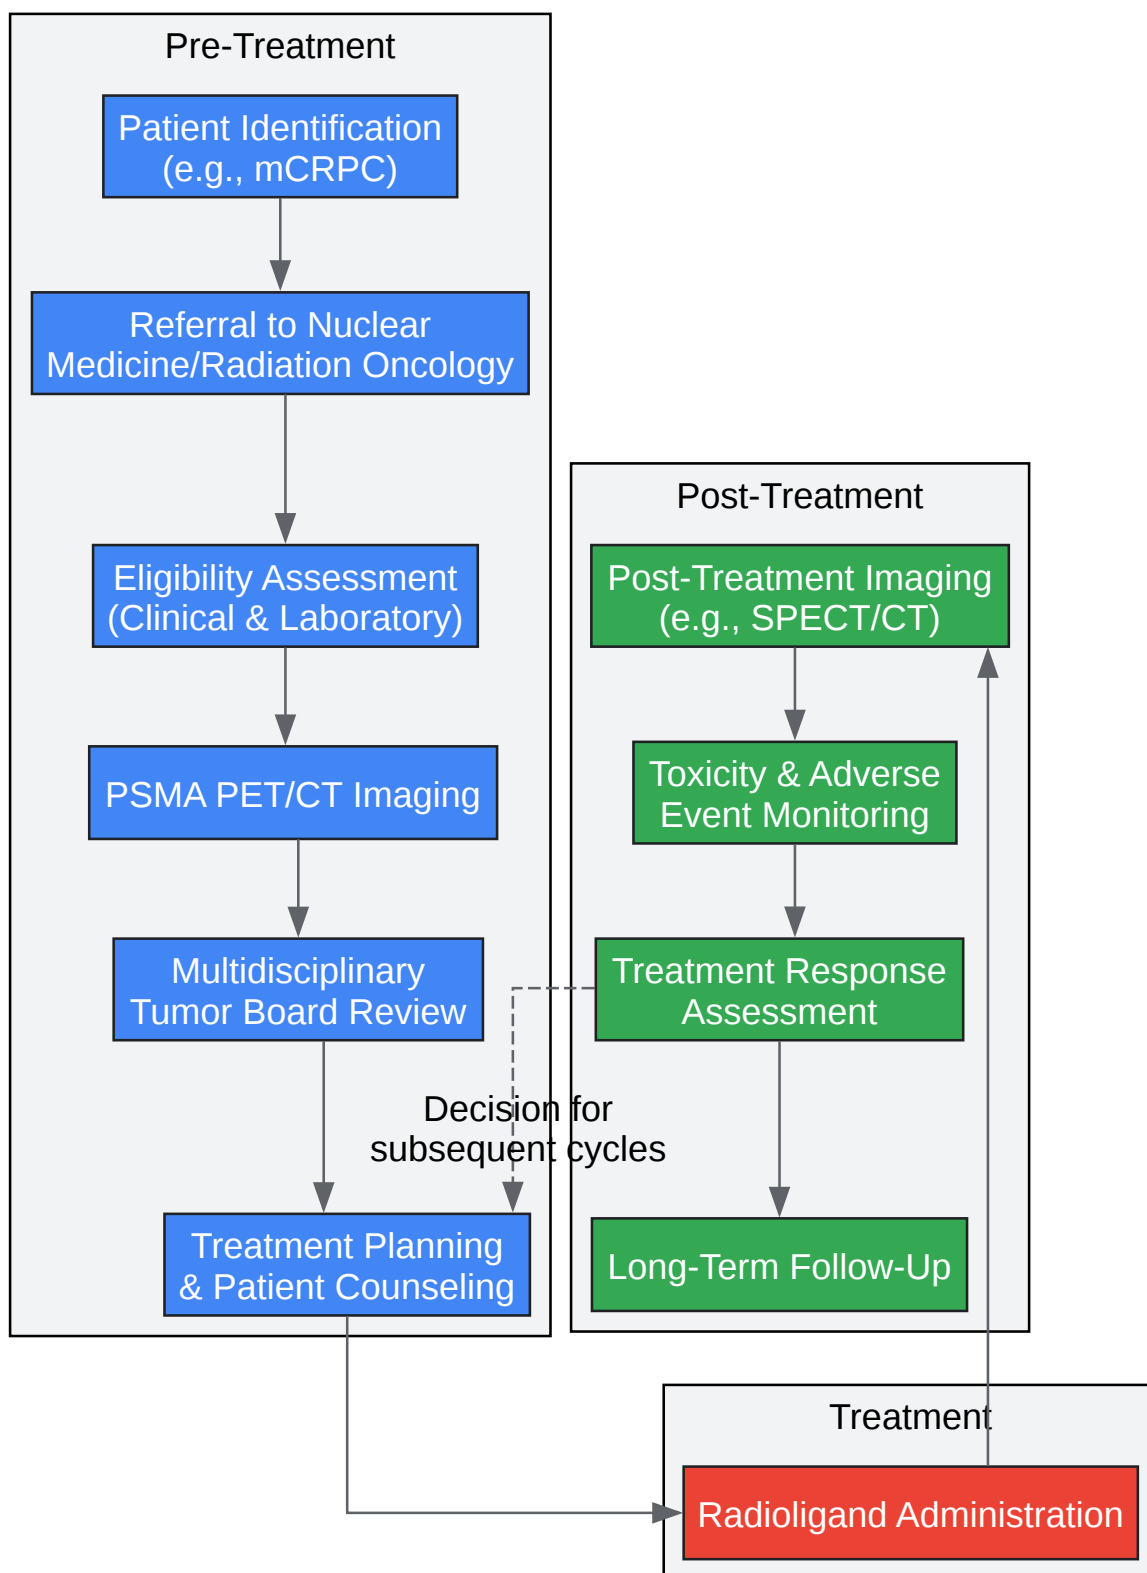 Pre-Treatment
Patient Identification
(e.g., mCRPC)
Referral to Nuclear
Medicine/Radiation Oncology
Eligibility Assessment
(Clinical & Laboratory)
PSMA PET/CT Imaging
Multidisciplinary
Tumor Board Review
Decision for
subsequent cycles
Treatment Planning
& Patient Counseling
Post-Treatment
Post-Treatment Imaging
(e.g., SPECT/CT)
Toxicity & Adverse
Event Monitoring
Treatment Response
Assessment
Long-Term Follow-Up
Treatment
Radioligand Administration